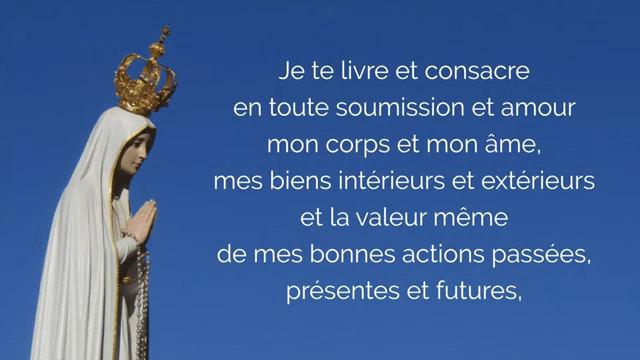 Je te livre et consacre
en toute soumission et amour
mon corps et mon âme,
mes biens intérieurs et extérieurs
et la valeur même
de mes bonnes actions passées,
présentes et futures,